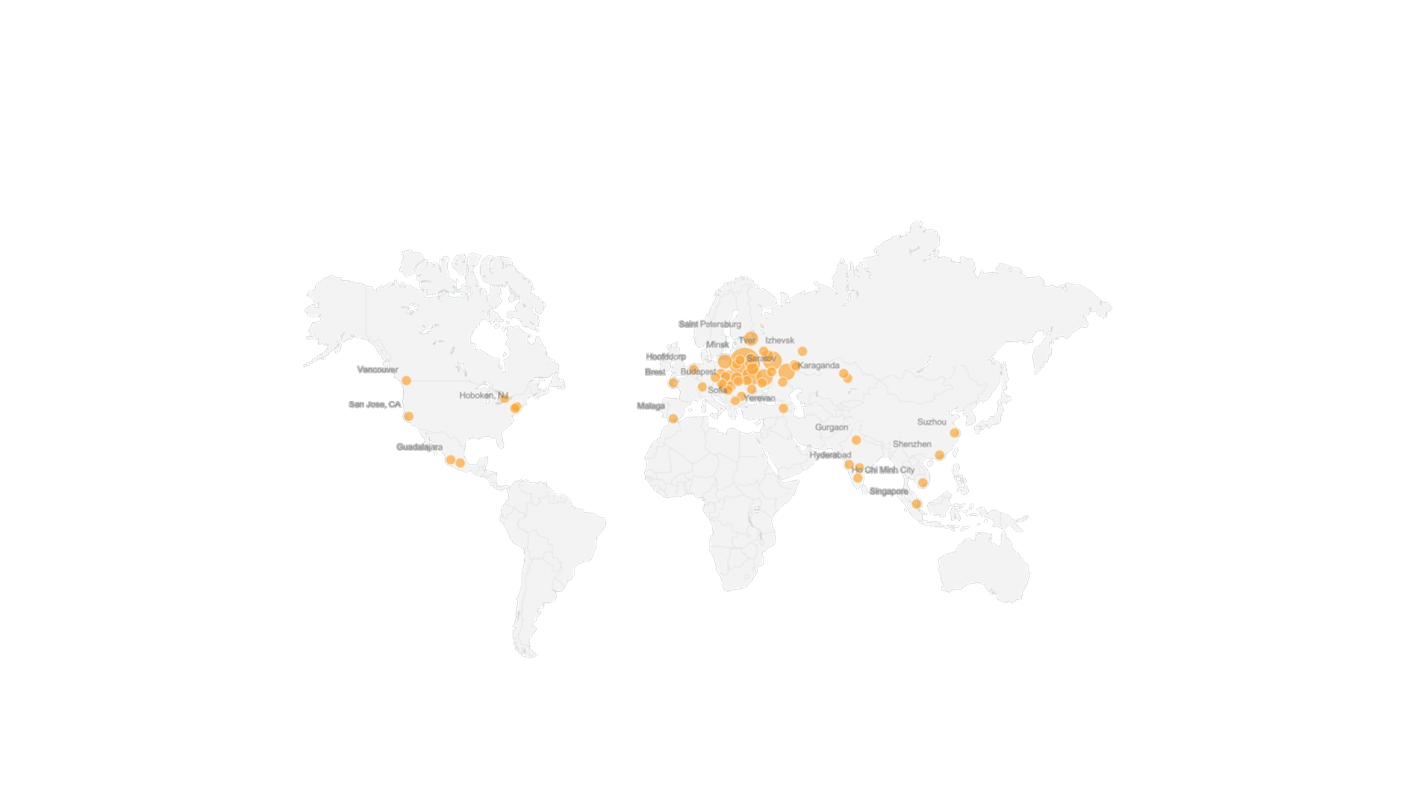 Saint Petersburg
Tver
Izhevsk
Minsk
Hoofddorp
Saratov
Karaganda
Vancouver
Brest
Budapest
Sofia
Hoboken, NJ
Yerevan
San Jose, CA
Malaga
Suzhou
Gurgaon
Guadalajara
Shenzhen
Hyderabad
Ho Chi Minh City
Singapore